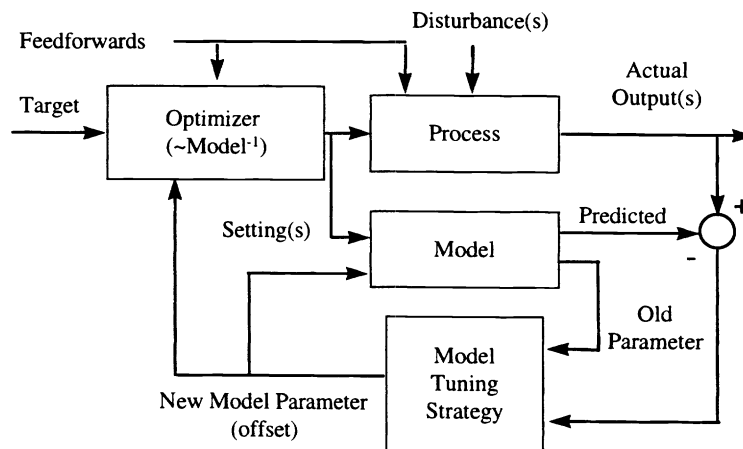 Disturbance(s)
Feedforwards
Actual
Output(s)
Target
Optimizer
(~Model-1)
Process
+
Setting(s)
Predicted
Model
-
Old
Parameter
Model
Tuning
Strategy
New Model Parameter
(offset)